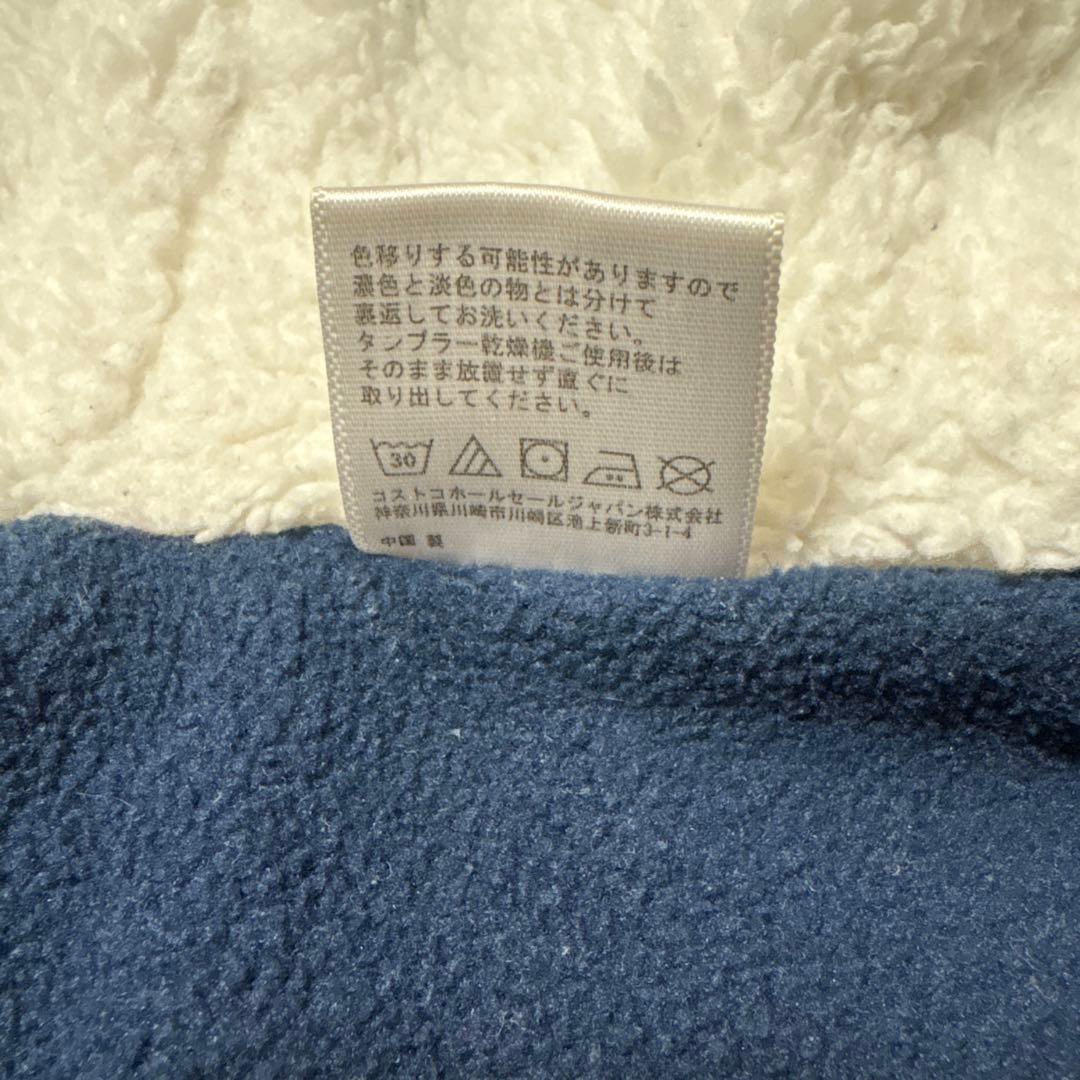 色移りする可能性がありますので
濃色と淡色の物とは分けて
裏返してお洗いください。
タンブラー乾燥機ご使用後は
そのまま放置せず直ぐに
取り出してください。
30
コストコホールセールジャパン株式会社
神奈川県川崎市川崎区池上新町3-1-4
中国 製